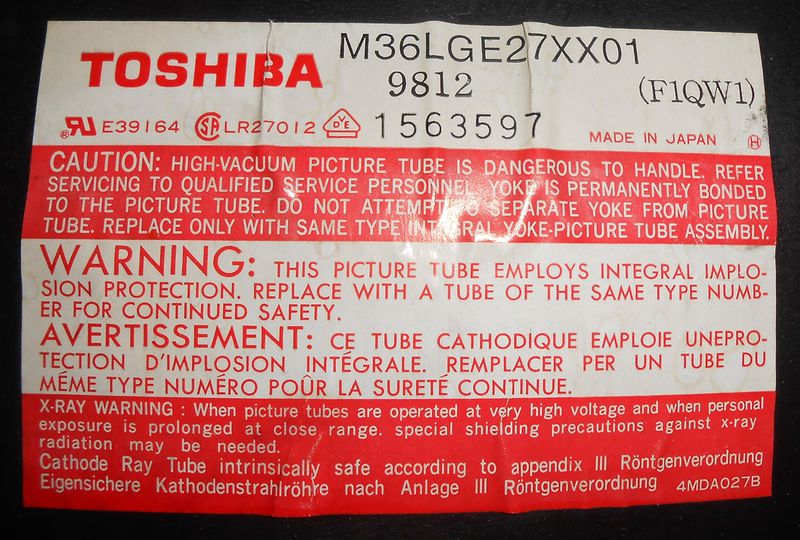 TOSHIBA M36LGE27XX01
9812 (F1QW1)
E39164 LR27012 VDE 1563597 MADE IN JAPAN H
CAUTION: HIGH-VACUUM PICTURE TUBE IS DANGEROUS TO HANDLE. REFER
SERVICING TO QUALIFIED SERVICE PERSONNEL. YOKE IS PERMANENTLY BONDED
TO THE PICTURE TUBE. DO NOT ATTEMPT TO SEPARATE YOKE FROM PICTURE
TUBE. REPLACE ONLY WITH SAME TYPE INTEGRAL YOKE-PICTURE TUBE ASSEMBLY.
WARNING: THIS PICTURE TUBE EMPLOYS INTEGRAL IMPLO-
SION PROTECTION. REPLACE WITH A TUBE OF THE SAME TYPE NUMB-
ER FOR CONTINUED SAFETY.
AVERTISSEMENT: CE TUBE CATHODIQUE EMPLOIE UNEPRO-
TECTION D'IMPLOSION INTÉGRALE. REMPLACER PER UN TUBE DU
MÉME TYPE NUMÉRO POÛR LA SURETÉ CONTINUE.
X-RAY WARNING : When picture tubes are operated at very high voltage and when personal
exposure is prolonged at close range. special shielding precautions against x-ray
radiation may be needed.
Cathode Ray Tube intrinsically safe according to appendix III Röntgenverordnung
Eigensichere Kathodenstrahlröhre nach Anlage III Röntgenverordnung 4MDA027B